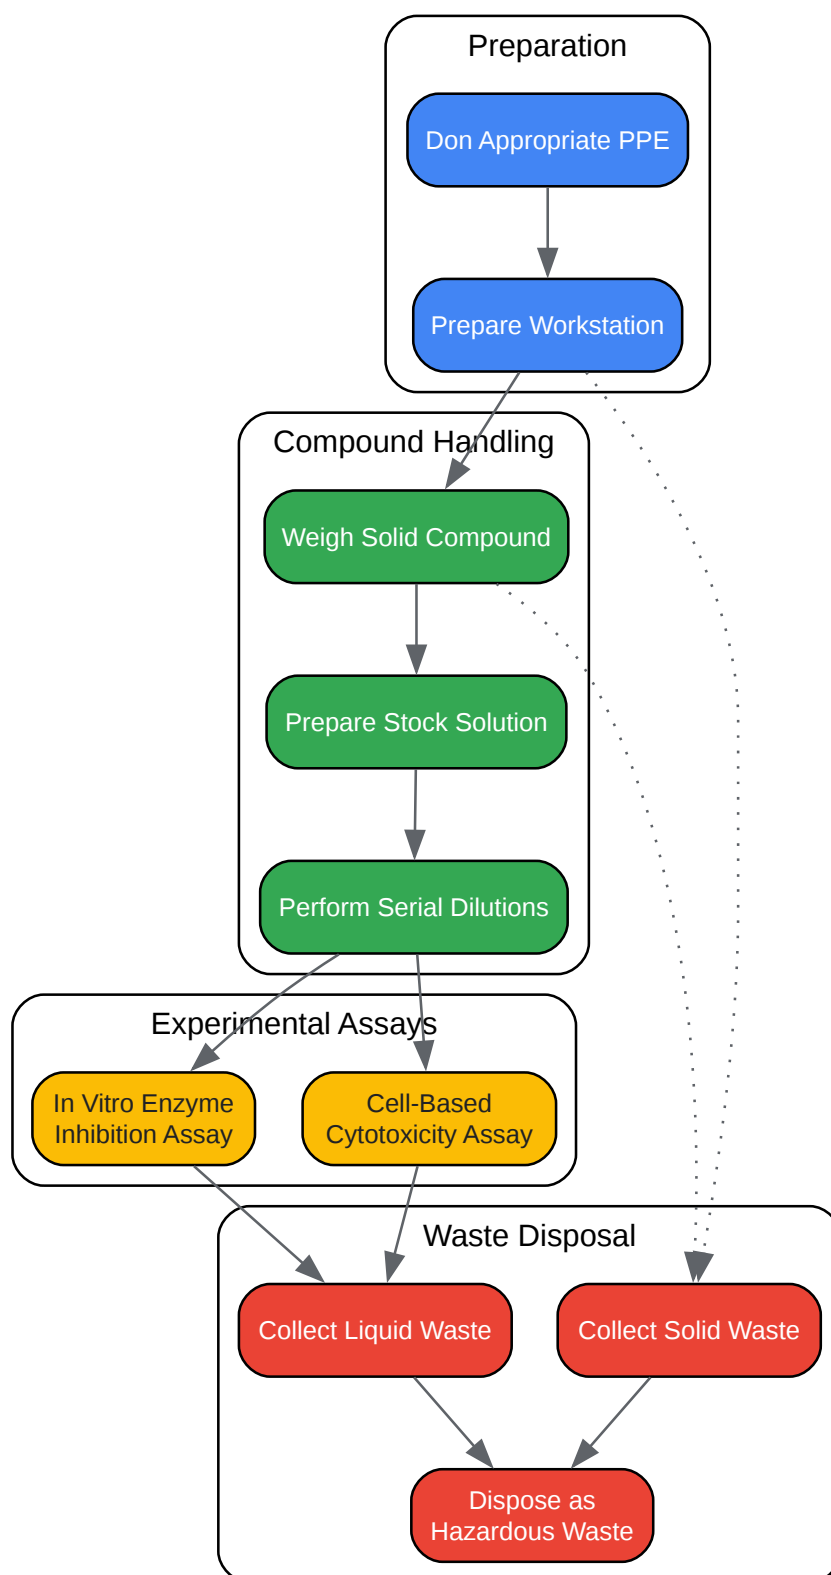 Preparation
Don Appropriate PPE
Prepare Workstation
Compound Handling
Weigh Solid Compound
Prepare Stock Solution
Perform Serial Dilutions
Experimental Assays
In Vitro Enzyme
Inhibition Assay
Cell-Based
Cytotoxicity Assay
Waste Disposal
Collect Liquid Waste
Collect Solid Waste
Dispose as
Hazardous Waste